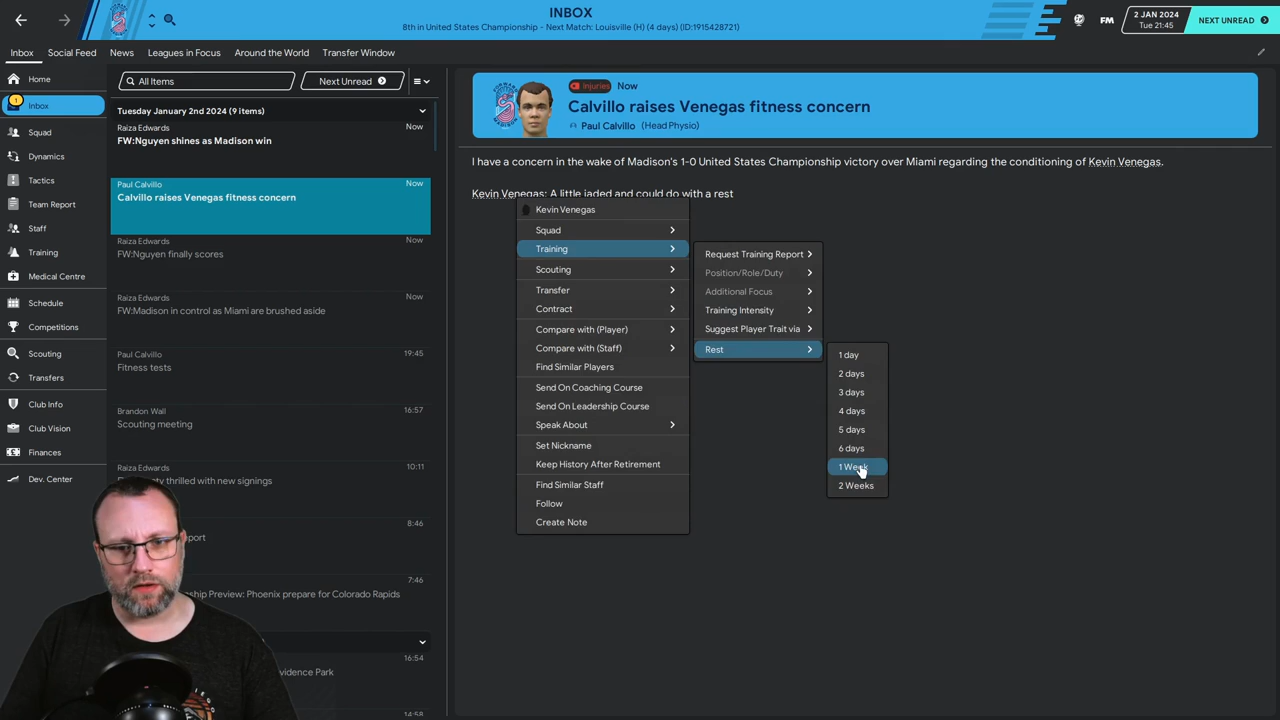 INBOX
8th in United States Championship - Next Match: Louisville (H) (4 days) (ID:1915428721)
FM
2 JAN 2024
Tue 21:45
NEXT UNREAD
Inbox
Social Feed
News
Leagues in Focus
Around the World
Transfer Window
Home
1
Inbox
Squad
Dynamics
Tactics
Team Report
Staff
Training
Medical Centre
Schedule
Competitions
Scouting
Transfers
Club Info
Club Vision
Finances
Dev. Center
All Items
Next Unread
Tuesday January 2nd 2024 (9 items)
Raiza Edwards
Now
FW:Nguyen shines as Madison win
Paul Calvillo
Now
Calvillo raises Venegas fitness concern
Raiza Edwards
Now
FW:Nguyen finally scores
Raiza Edwards
Now
FW:Madison in control as Miami are brushed aside
Paul Calvillo
19:45
Fitness tests
Brandon Wall
16:57
Scouting meeting
Raiza Edwards
10:11
thrilled with new signings
8:46
7:46
Preview: Phoenix prepare for Colorado Rapids
16:54
Park
14:58
Injuries
Now
Calvillo raises Venegas fitness concern
Paul Calvillo (Head Physio)
I have a concern in the wake of Madison's 1-0 United States Championship victory over Miami regarding the conditioning of Kevin Venegas.
Kevin Venegas: A little jaded and could do with a rest
Kevin Venegas
Squad
Training
Scouting
Transfer
Contract
Compare with (Player)
Compare with (Staff)
Find Similar Players
Send On Coaching Course
Send On Leadership Course
Speak About
Set Nickname
Keep History After Retirement
Find Similar Staff
Follow
Create Note
Request Training Report
Position/Role/Duty
Additional Focus
Training Intensity
Suggest Player Trait via
Rest
1 day
2 days
3 days
4 days
5 days
6 days
1 Week
2 Weeks